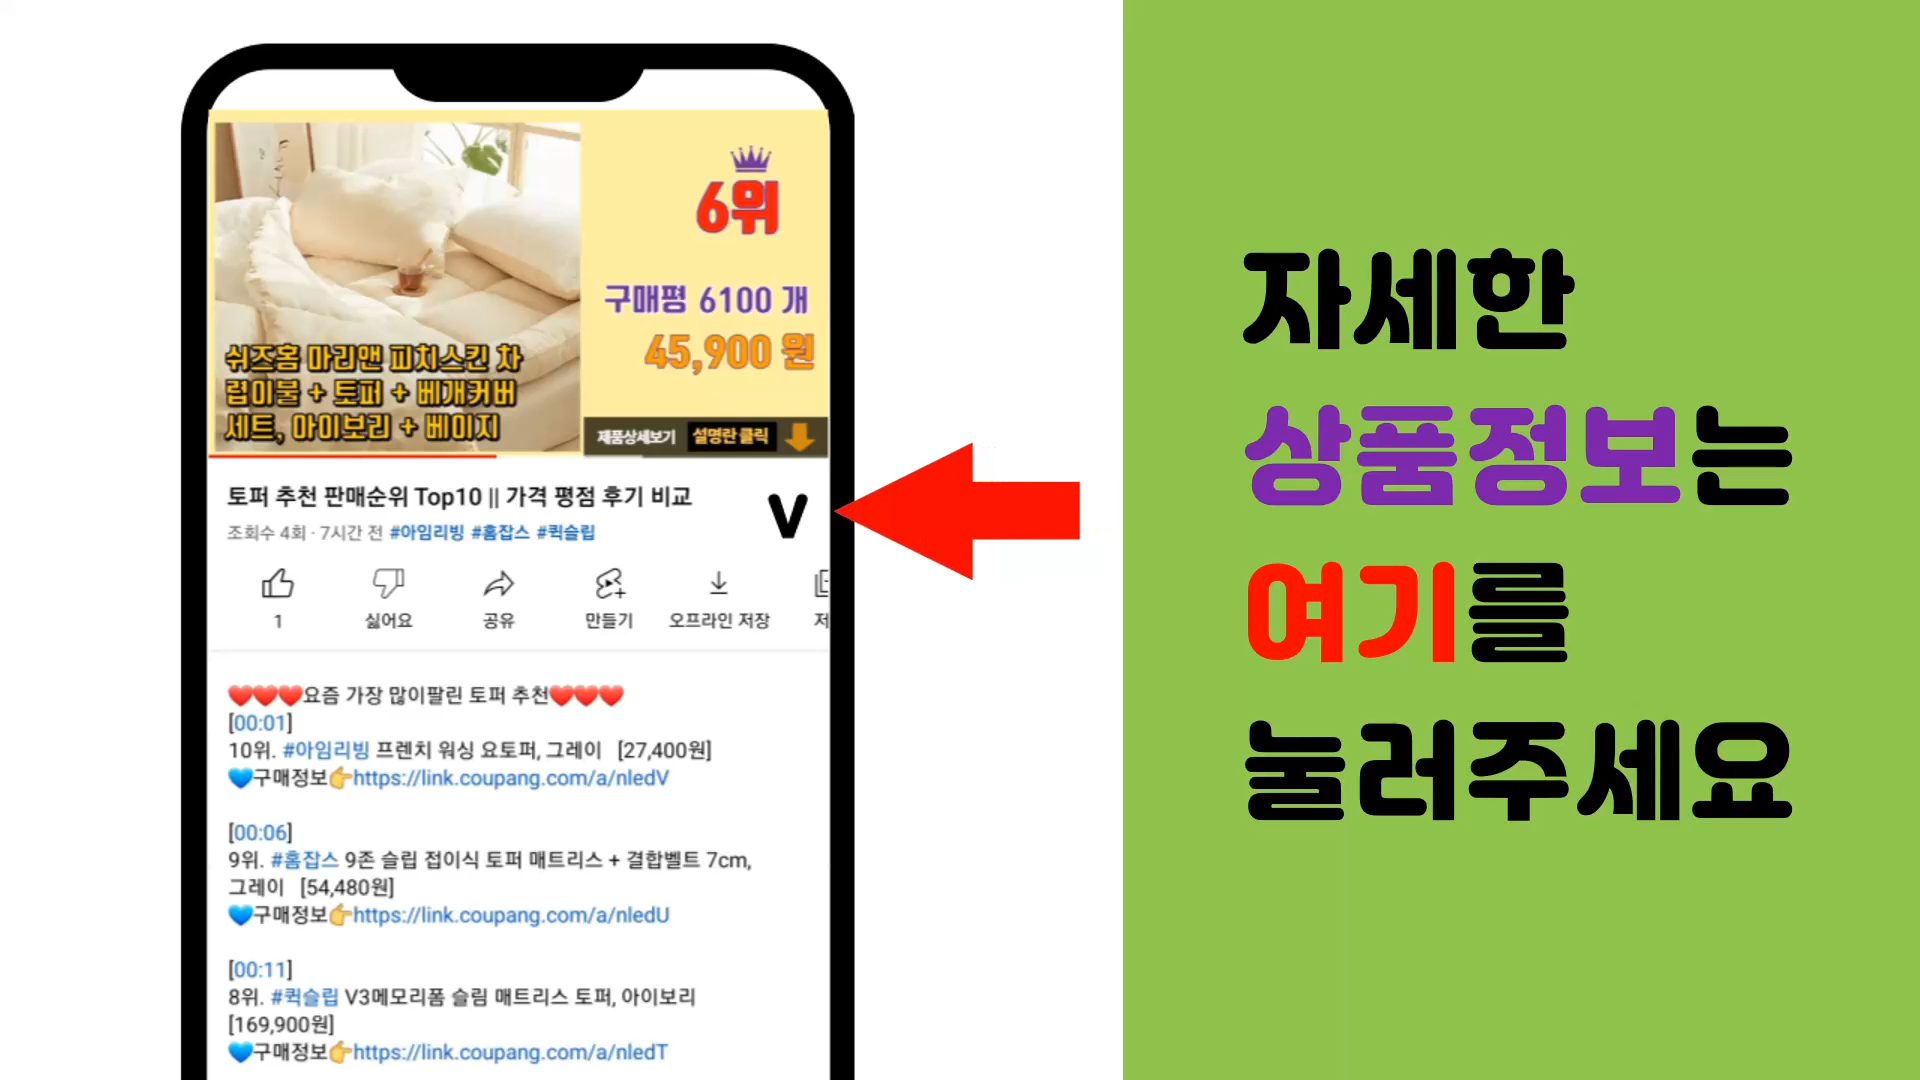 6위
구매평 6100 개
45,900 원
쉬즈홈 마리앤 피치스킨 차
렵이불 + 토퍼 + 베개커버
세트, 아이보리 + 베이지
제품상세보기 설명란 클릭
토퍼 추천 판매순위 Top10 || 가격 평점 후기 비교
V
조회수 4회 · 7시간 전 #아임리빙 #홈잡스 #퀵슬립
1 싫어요 공유 만들기 오프라인 저장 저
❤️❤️❤️요즘 가장 많이팔린 토퍼 추천❤️❤️❤️
[00:01]
10위. #아임리빙 프렌치 워싱 요토퍼, 그레이 [27,400원]
💙구매정보👉https://link.coupang.com/a/nledV
[00:06]
9위. #홈잡스 9존 슬립 접이식 토퍼 매트리스 + 결합벨트 7cm,
그레이 [54,480원]
💙구매정보👉https://link.coupang.com/a/nledU
[00:11]
8위. #퀵슬립 V3메모리폼 슬림 매트리스 토퍼, 아이보리
[169,900원]
💙구매정보👉https://link.coupang.com/a/nledT
자세한
상품정보는
여기를
눌러주세요